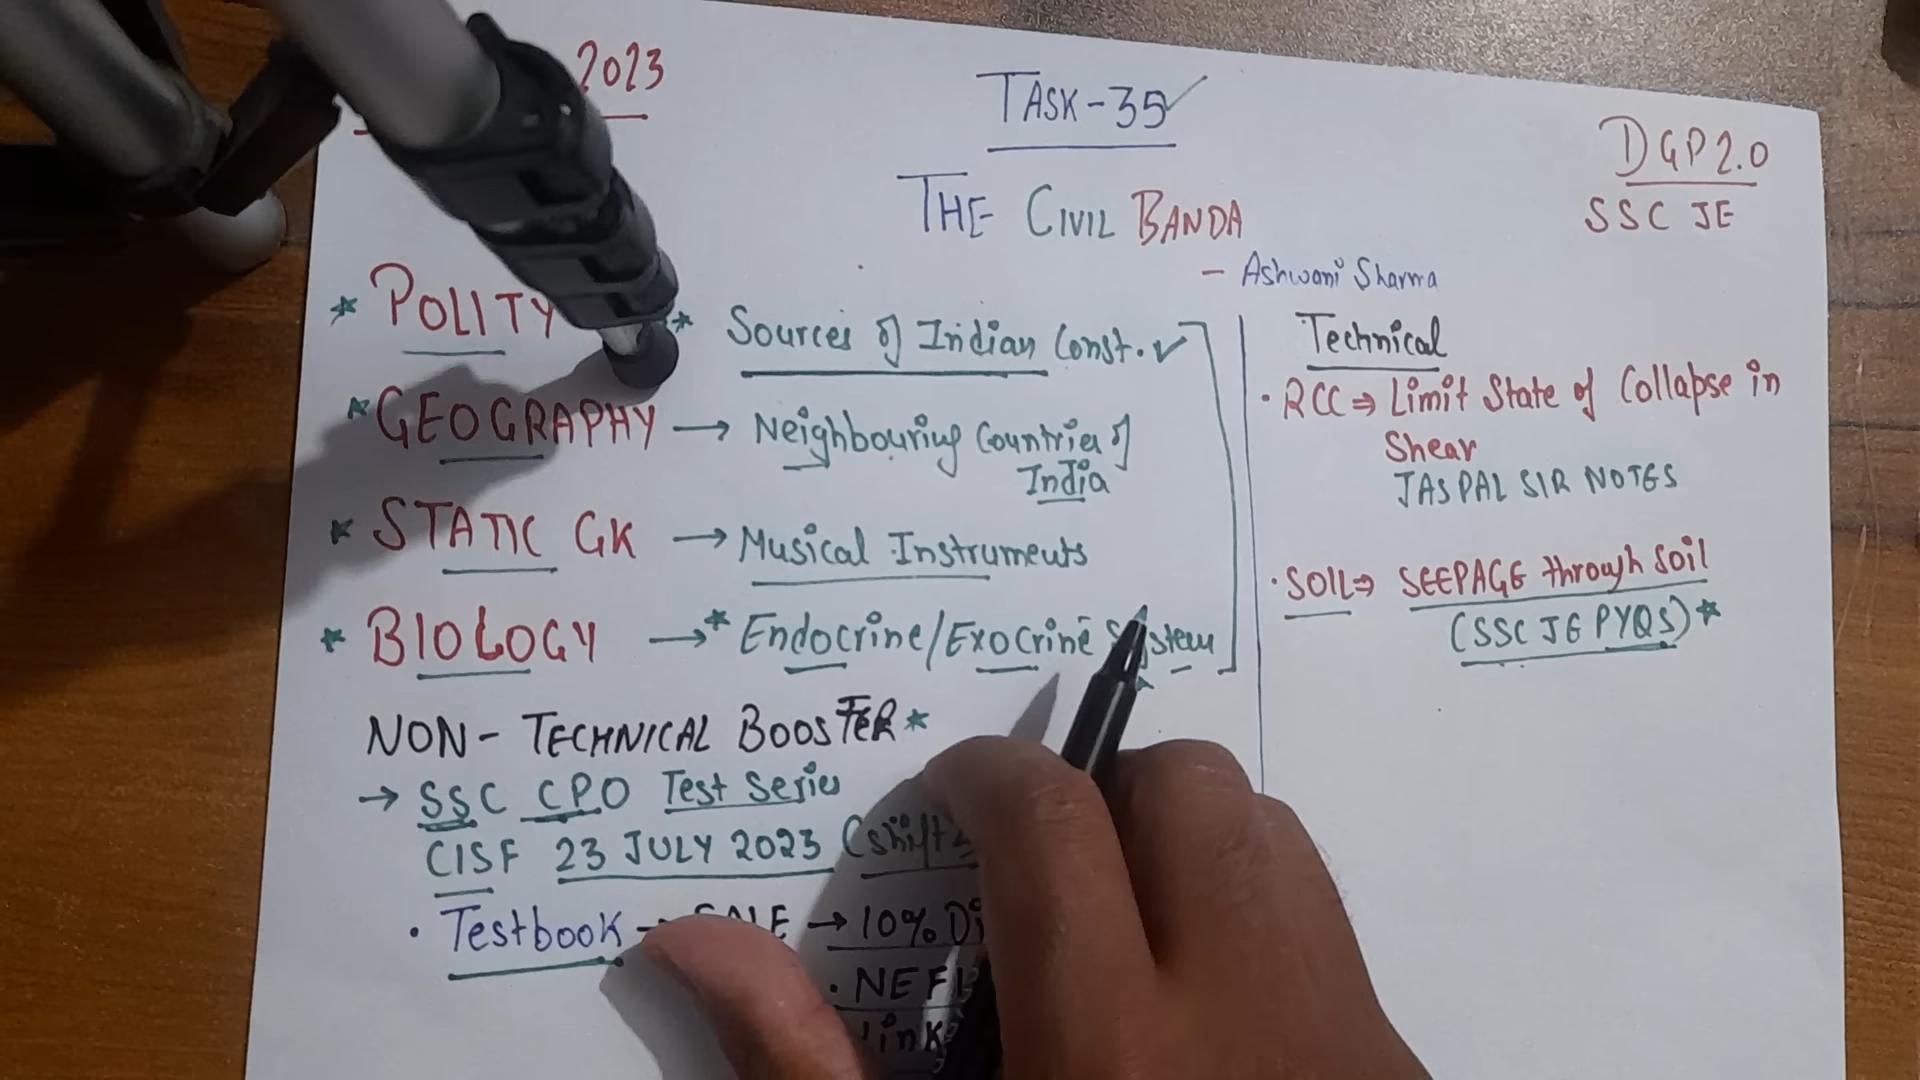 2023
TASK-35
DGP 2.0
SSC JE
THE CIVIL BANDA
- Ashwani Sharma
* POLITY * Sources of Indian Const.
* GEOGRAPHY → Neighbouring Countries of
India
* STATIC GK → Musical Instruments
* BIOLOGY → * Endocrine/Exocrine System
NON-TECHNICAL BOOSTER *
→ SSC CPO Test Series
CISF 23 JULY 2023 (shift
• Testbook → SALE → 10%
Technical
• RCC ⇒ Limit State of Collapse in
Shear
JASPAL SIR NOTES
• SOIL ⇒ SEEPAGE through Soil
(SSC JE PYQS) *